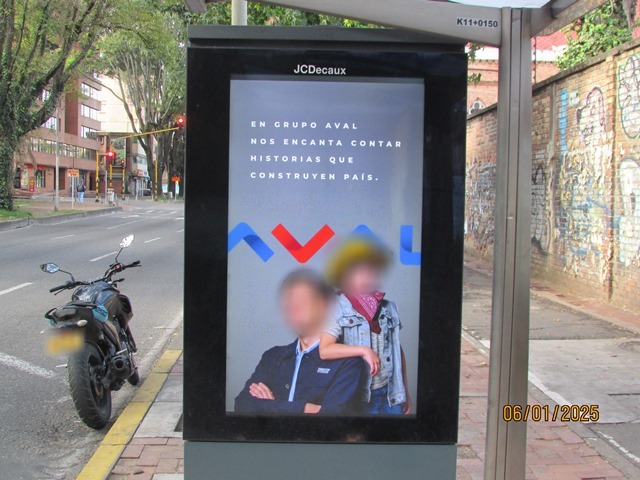 K11+0150
JCDecaux
EN GRUPO AVAL
NOS ENCANTA CONTAR
HISTORIAS QUE
CONSTRUYEN PAÍS.
AVAL
06/01/2025